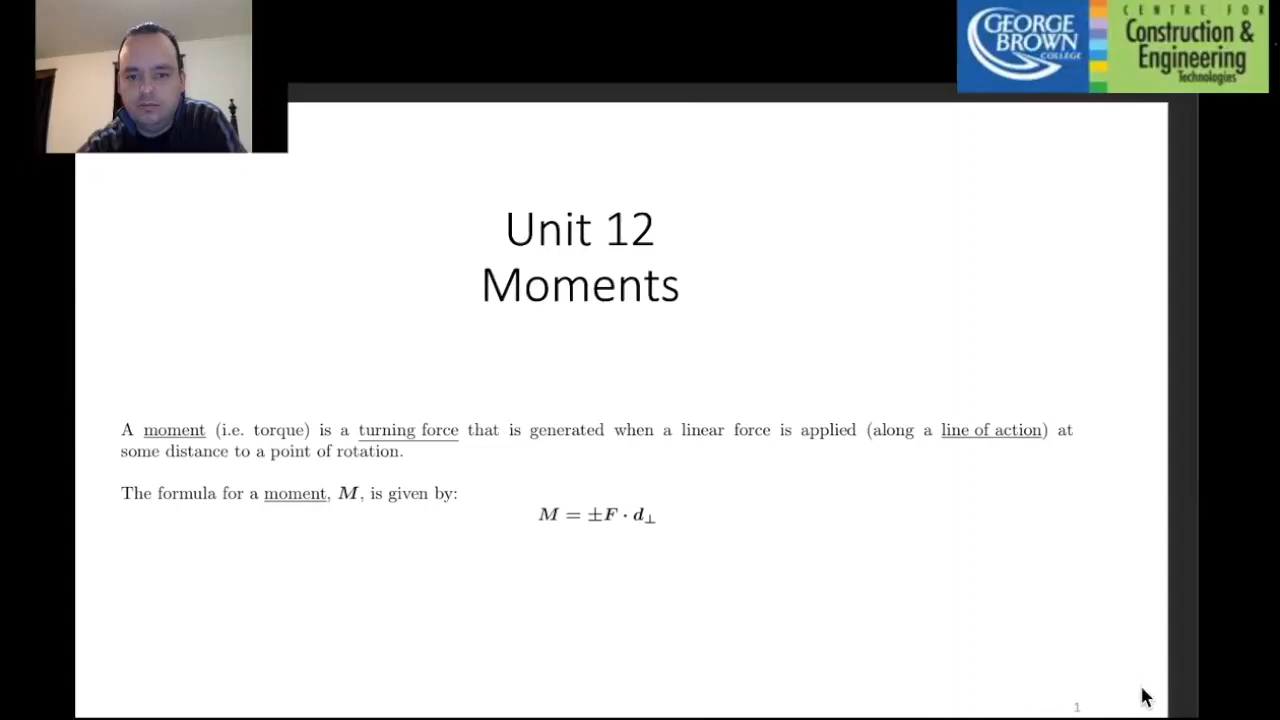 GEORGE
BROWN
COLLEGE
CENTRE FOR
Construction &
Engineering
Technologies
Unit 12
Moments
A moment (i.e. torque) is a turning force that is generated when a linear force is applied (along a line of action) at
some distance to a point of rotation.
The formula for a moment, M, is given by:
M = ±F · d⊥
1